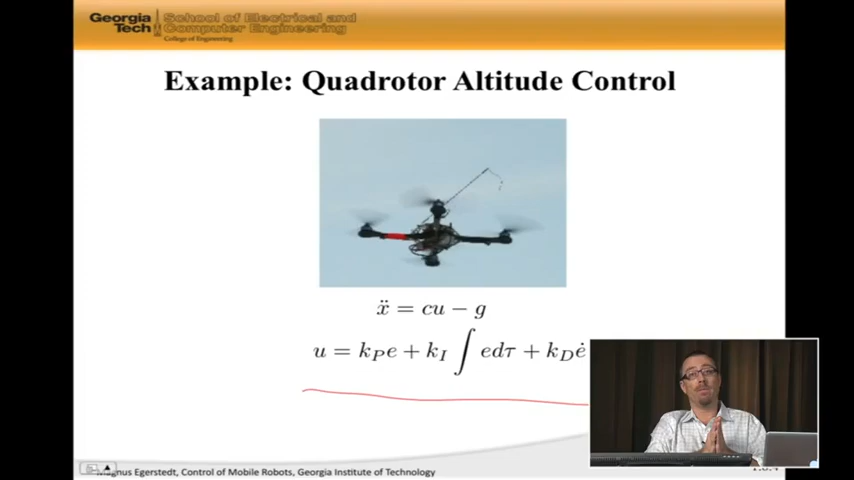 Georgia Tech
School of Electrical and Computer Engineering
College of Engineering
Example: Quadrotor Altitude Control
ẍ = cu − g
u = k_P e + k_I ∫ edτ + k_D ė
Magnus Egerstedt, Control of Mobile Robots, Georgia Institute of Technology